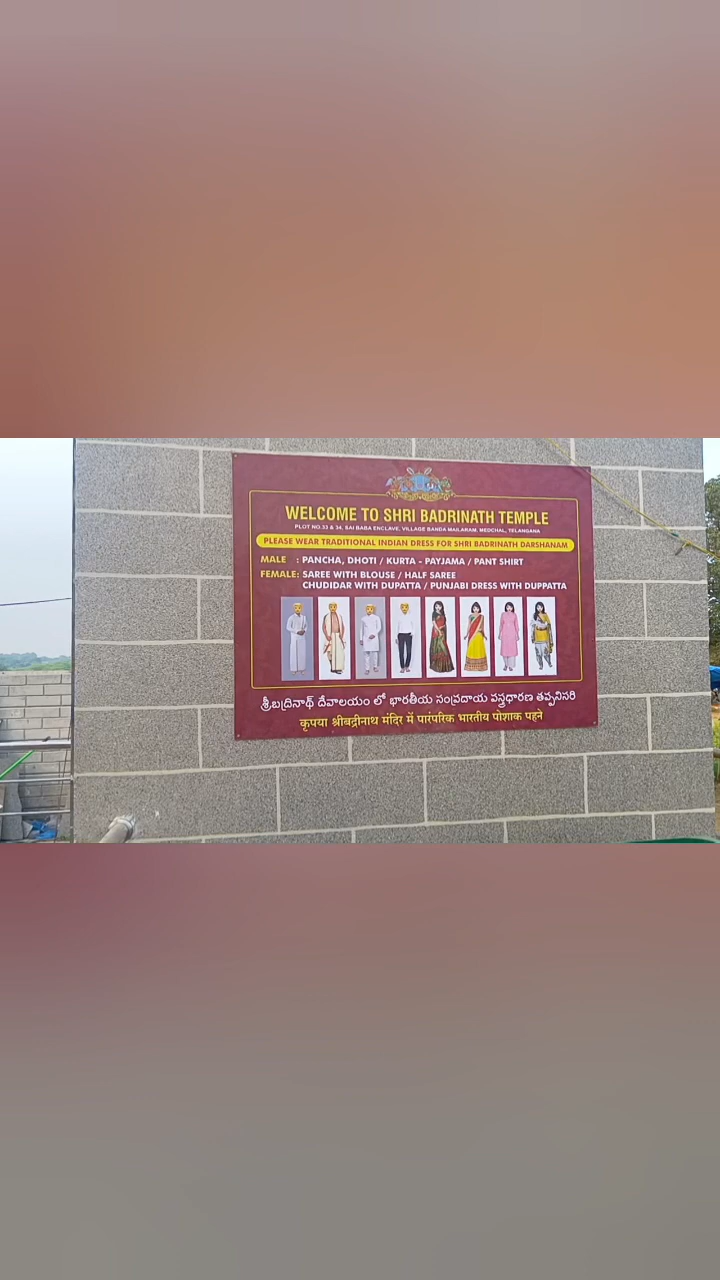 WELCOME TO SHRI BADRINATH TEMPLE
PLOT NO.33 & 34, SAI BABA ENCLAVE, VILLAGE BANDA MAILARAM, MEDCHAL, TELANGANA
PLEASE WEAR TRADITIONAL INDIAN DRESS FOR SHRI BADRINATH DARSHANAM
MALE : PANCHA, DHOTI / KURTA - PAYJAMA / PANT SHIRT
FEMALE: SAREE WITH BLOUSE / HALF SAREE
CHUDIDAR WITH DUPATTA / PUNJABI DRESS WITH DUPPATTA
శ్రీ బద్రినాథ్ దేవాలయం లో భారతీయ సంప్రదాయ వస్త్రధారణ తప్పనిసరి
कृपया श्रीबद्रीनाथ मंदिर में पारंपरिक भारतीय पोशाक पहने